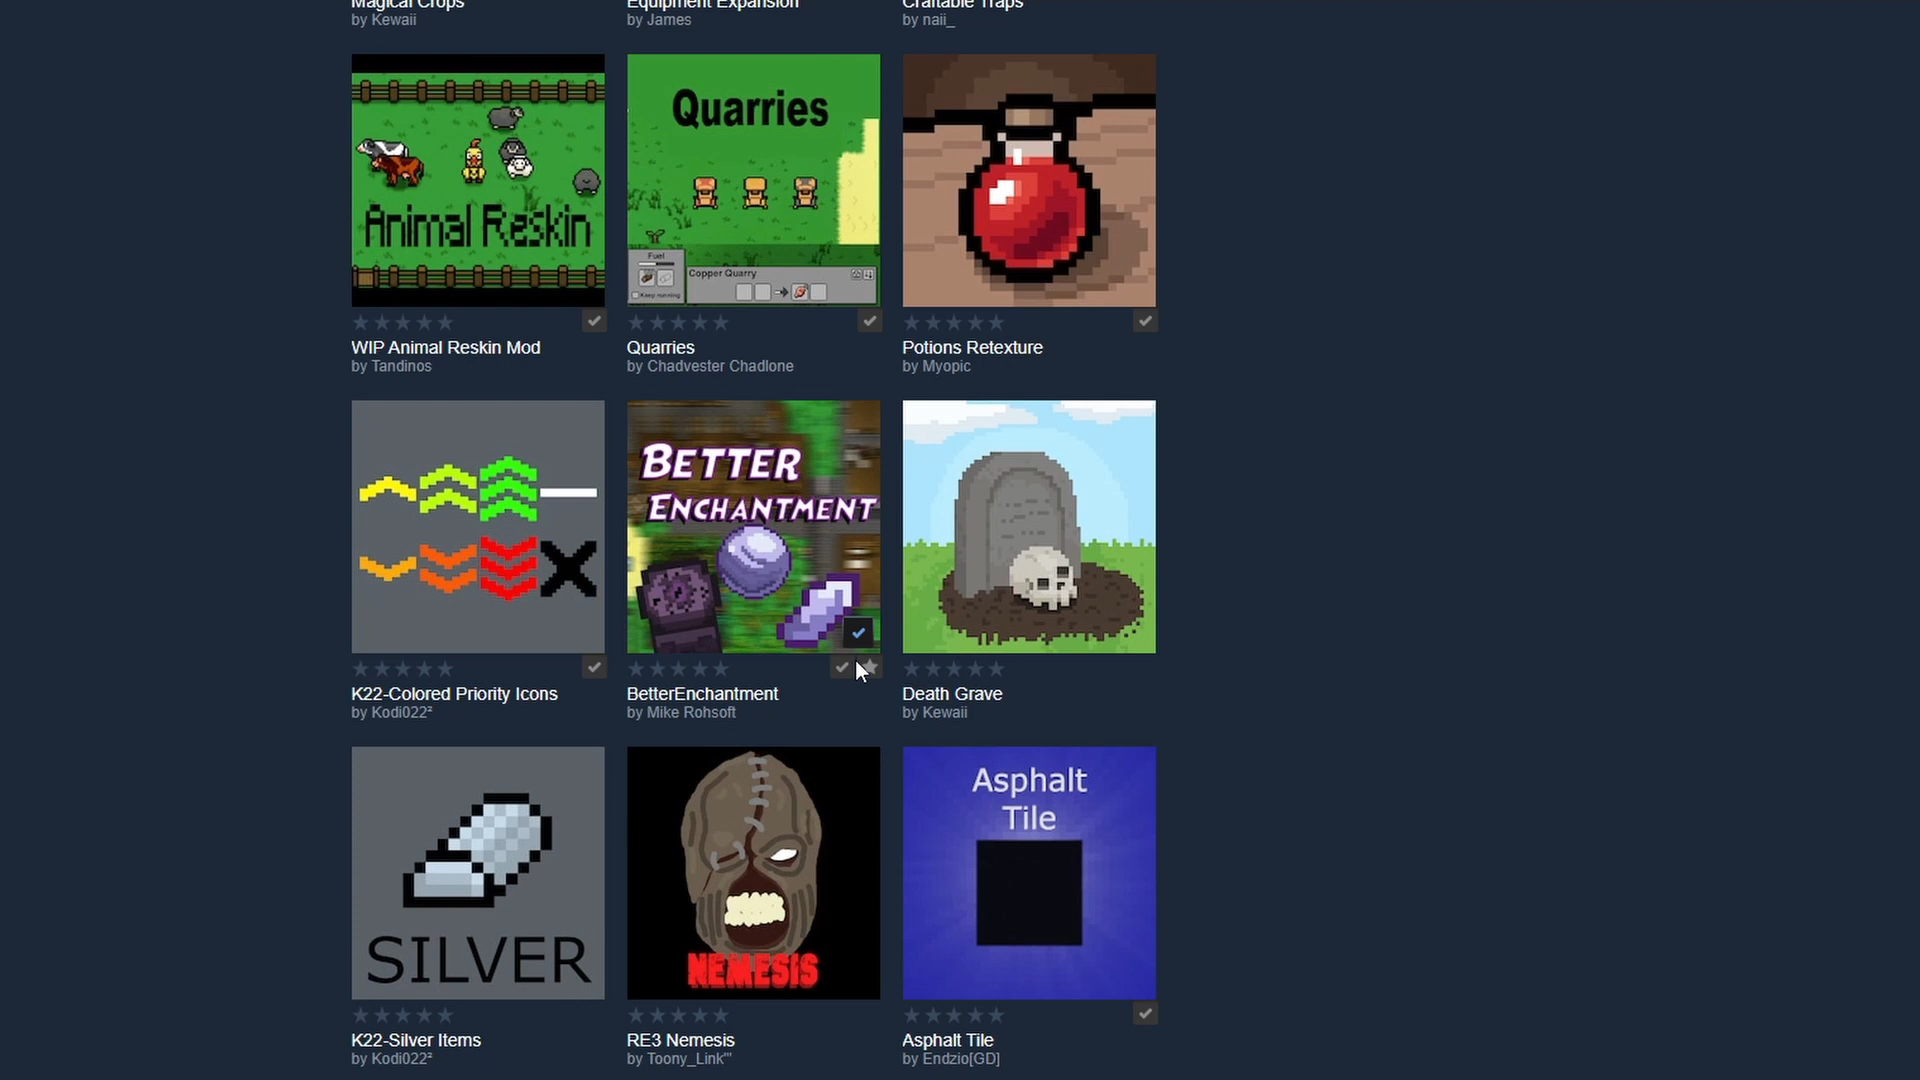 Magical Crops
by Kewaii
Equipment Expansion
by James
Craftable Traps
by naii_
Animal Reskin
WIP Animal Reskin Mod
by Tandinos
Quarries
Fuel
Keep running
Copper Quarry
Quarries
by Chadvester Chadlone
Potions Retexture
by Myopic
K22-Colored Priority Icons
by Kodi022²
BETTER
ENCHANTMENT
BetterEnchantment
by Mike Rohsoft
Death Grave
by Kewaii
SILVER
K22-Silver Items
by Kodi022²
NEMESIS
RE3 Nemesis
by Toony_Link'"
Asphalt
Tile
Asphalt Tile
by Endzio[GD]